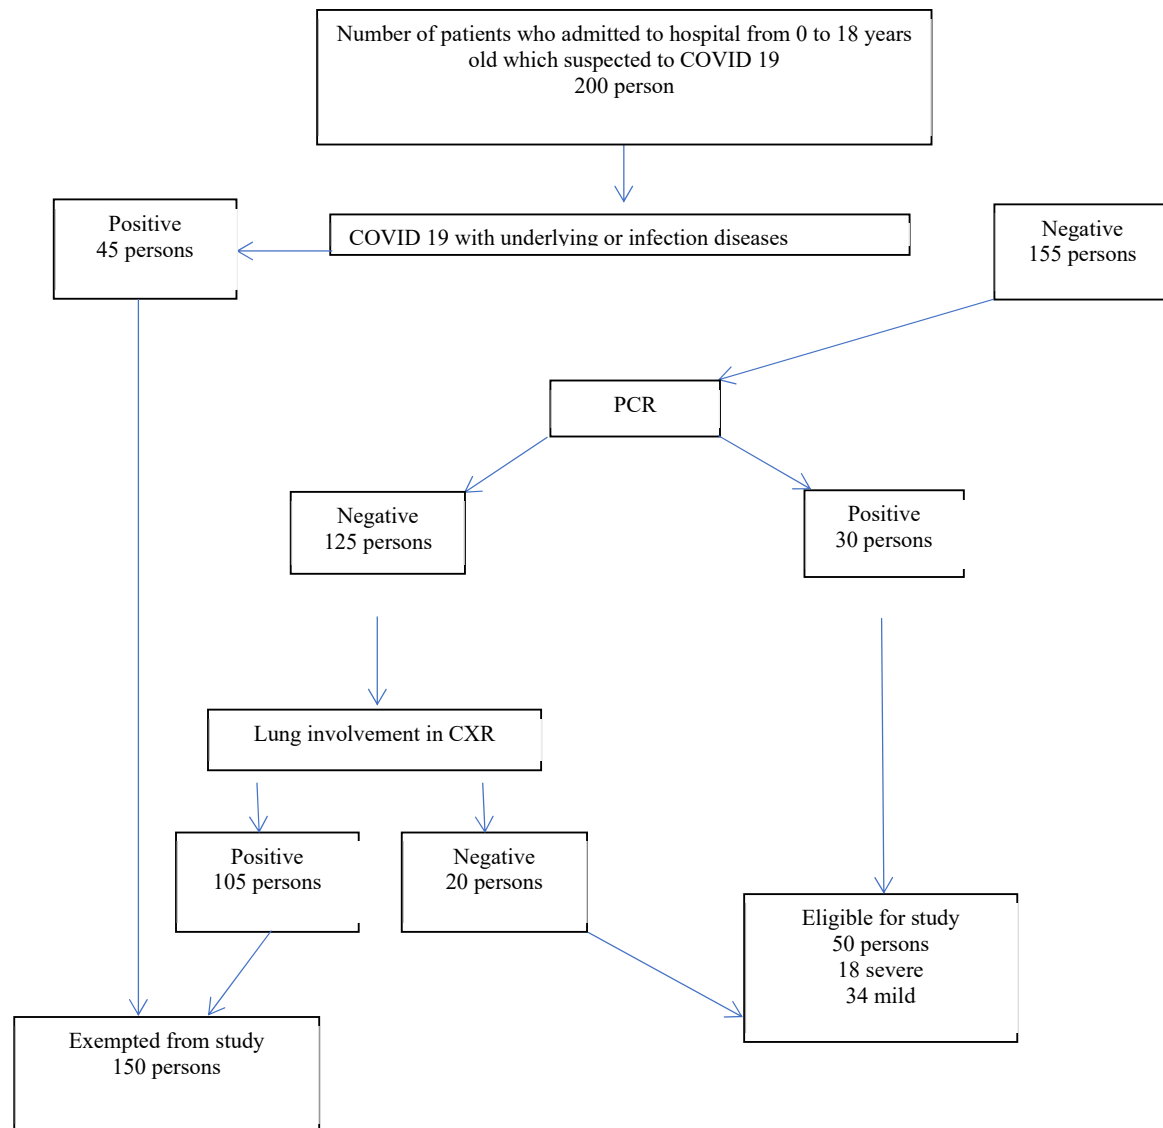 Number of patients who admitted to hospital from 0 to 18 years
old which suspected to COVID 19
200 person
Positive
45 persons
COVID 19 with underlying or infection diseases
Negative
155 persons
PCR
Negative
125 persons
Positive
30 persons
Lung involvement in CXR
Positive
105 persons
Negative
20 persons
Eligible for study
50 persons
18 severe
34 mild
Exempted from study
150 persons